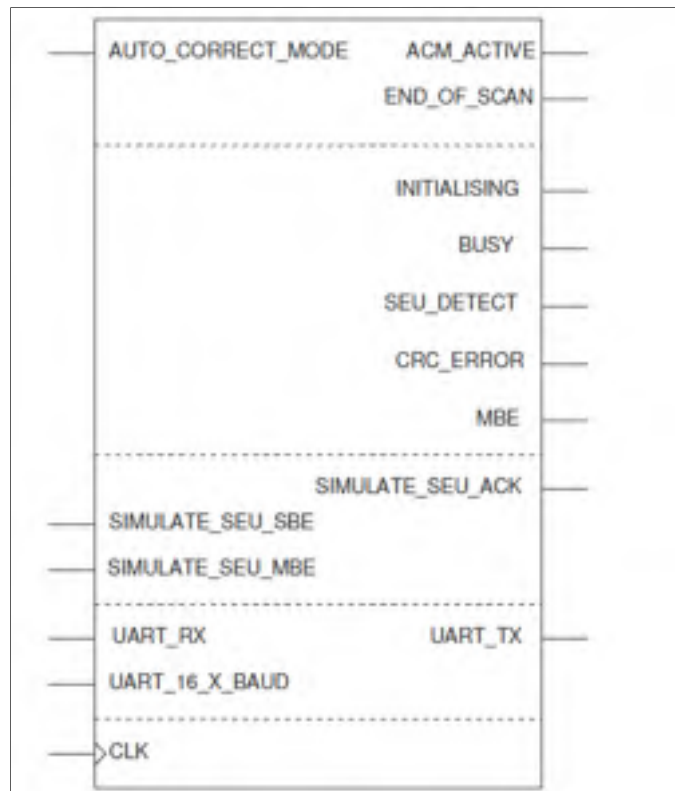 AUTO_CORRECT_MODE ACM_ACTIVE
END_OF_SCAN
INITIALISING
BUSY
SEU_DETECT
CRC_ERROR
MBE
SIMULATE_SEU_ACK
SIMULATE_SEU_SBE
SIMULATE_SEU_MBE
UART_RX UART_TX
UART_16_X_BAUD
CLK